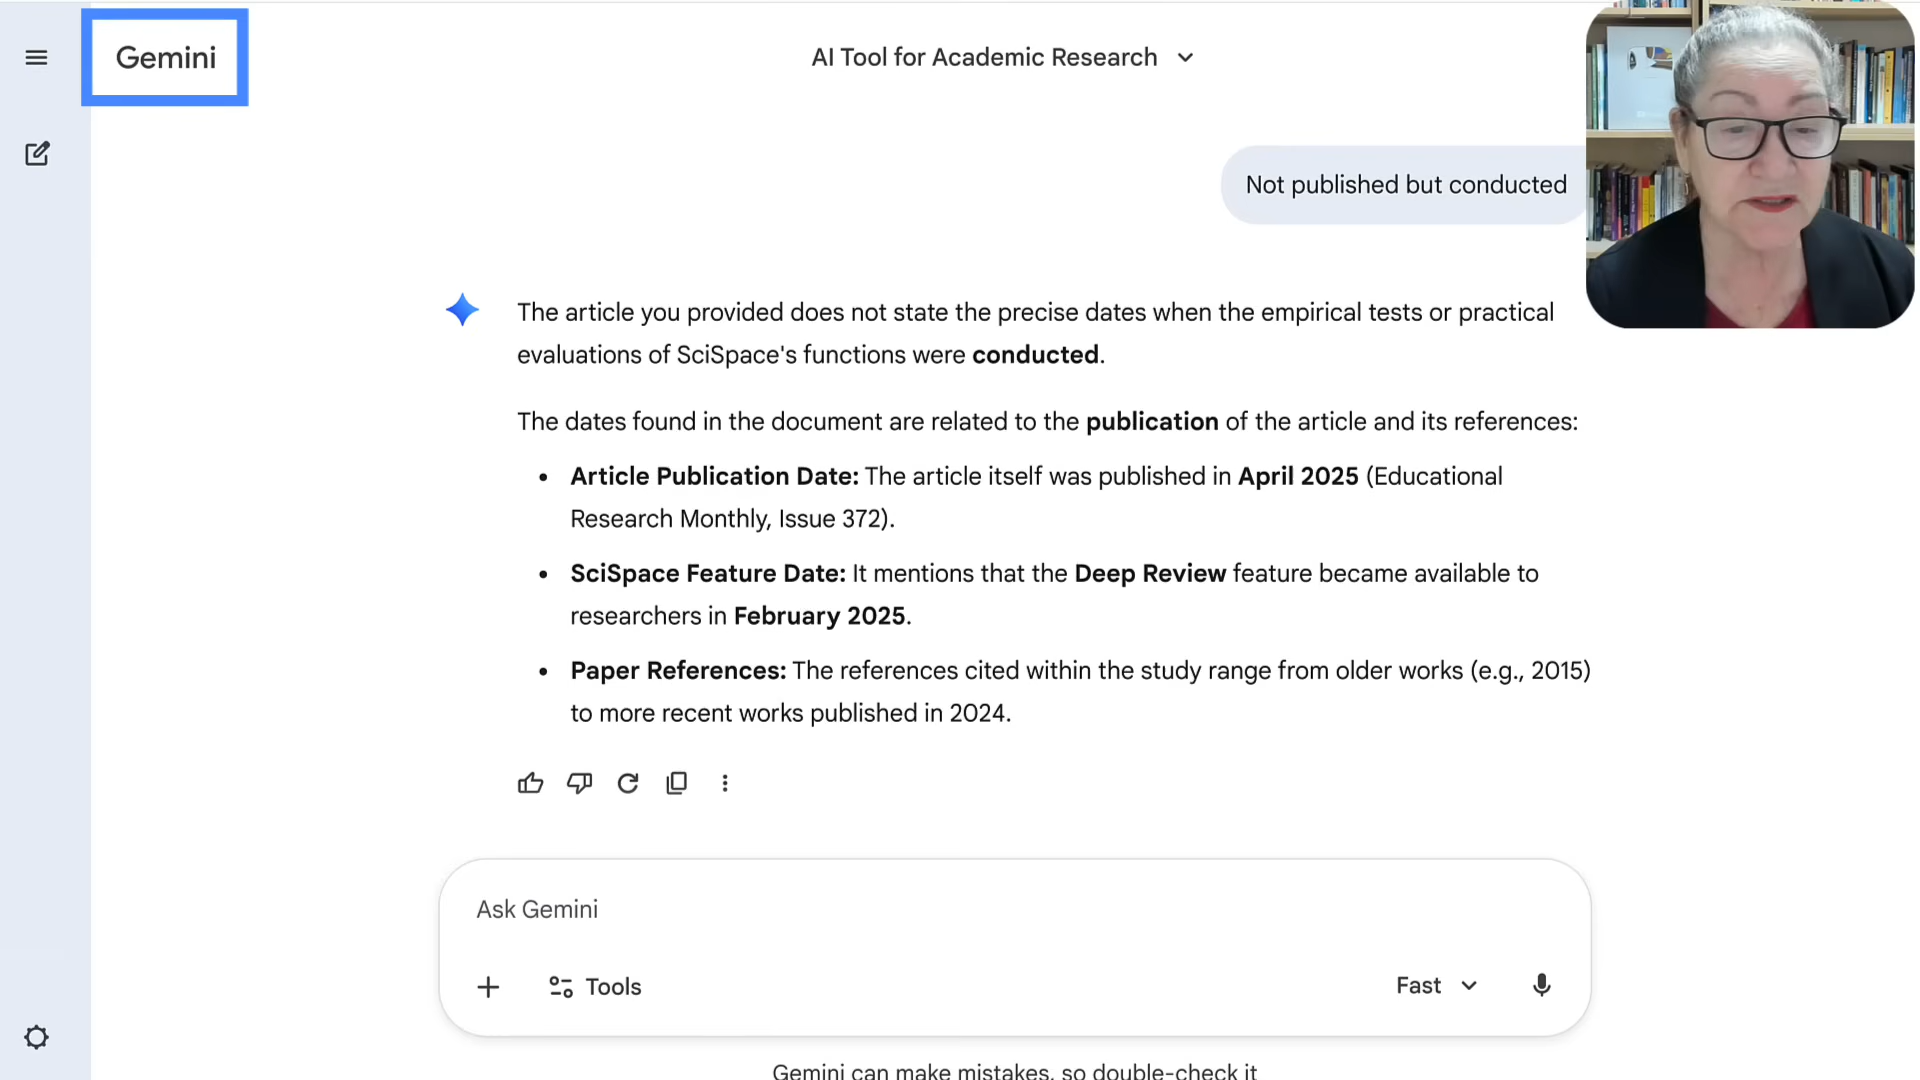 Gemini
AI Tool for Academic Research
Not published but conducted
The article you provided does not state the precise dates when the empirical tests or practical
evaluations of SciSpace's functions were conducted.
The dates found in the document are related to the publication of the article and its references:
• Article Publication Date: The article itself was published in April 2025 (Educational
Research Monthly, Issue 372).
• SciSpace Feature Date: It mentions that the Deep Review feature became available to
researchers in February 2025.
• Paper References: The references cited within the study range from older works (e.g., 2015)
to more recent works published in 2024.
Ask Gemini
Tools
Fast
Gemini can make mistakes, so double-check it